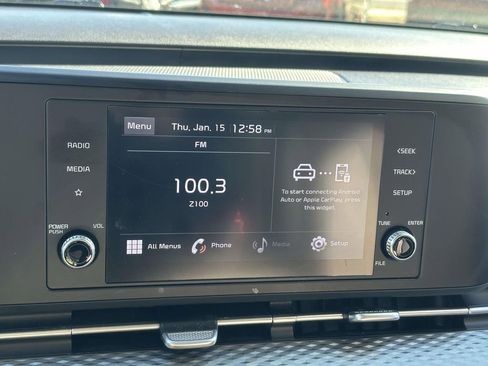 Menu Thu, Jan. 15 12:58 PM
RADIO
MEDIA
POWER PUSH VOL
FM
100.3
Z100
To start connecting Android
Auto or Apple CarPlay, press
this widget.
All Menus Phone Media Setup
<SEEK
TRACK>
SETUP
TUNE ENTER
FILE